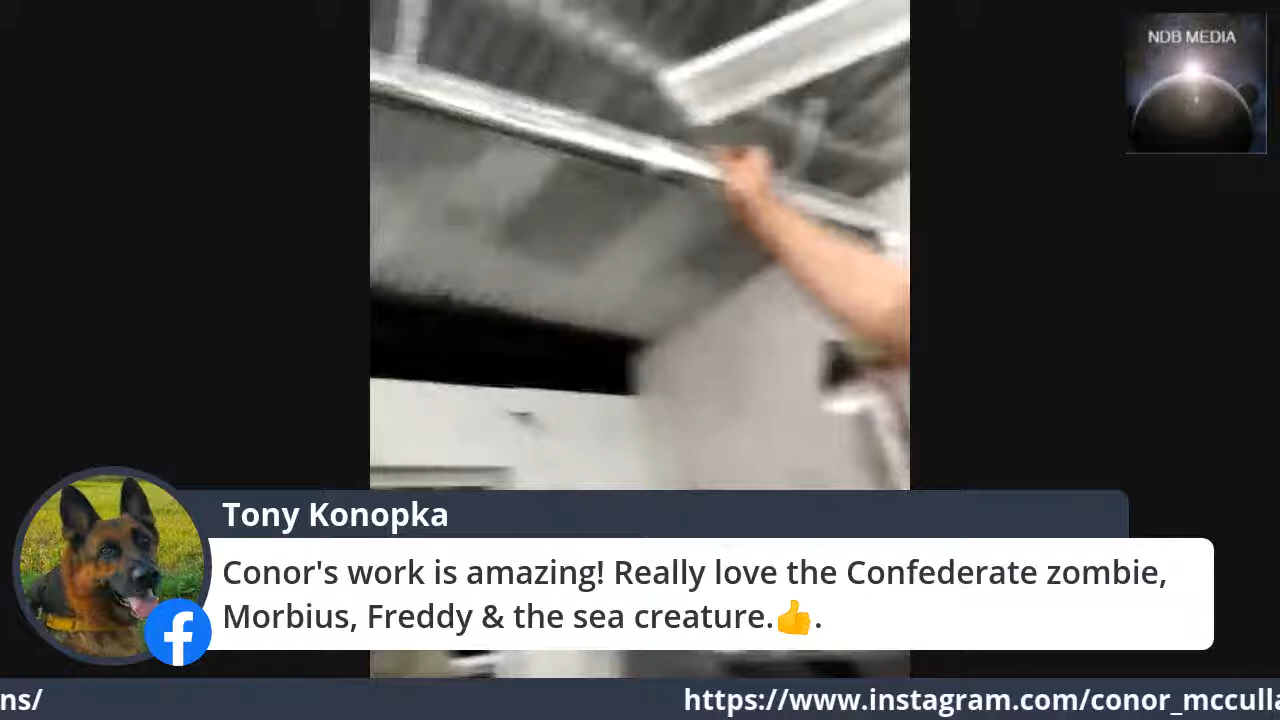 NDB MEDIA
Tony Konopka
Conor's work is amazing! Really love the Confederate zombie,
Morbius, Freddy & the sea creature.👍.
ns/ https://www.instagram.com/conor_mcculla